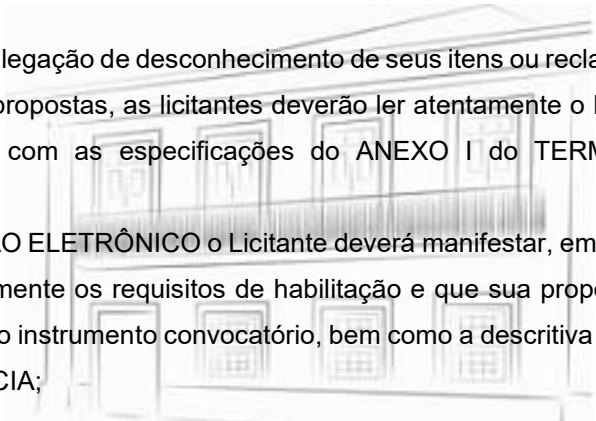 legação de desconhecimento de seus itens ou recla
propostas, as licitantes deverão ler atentamente o
com as especificações do ANEXO I do TERM
O ELETRÔNICO o Licitante deverá manifestar, em
mente os requisitos de habilitação e que sua prop
o instrumento convocatório, bem como a descritiva
CIA;